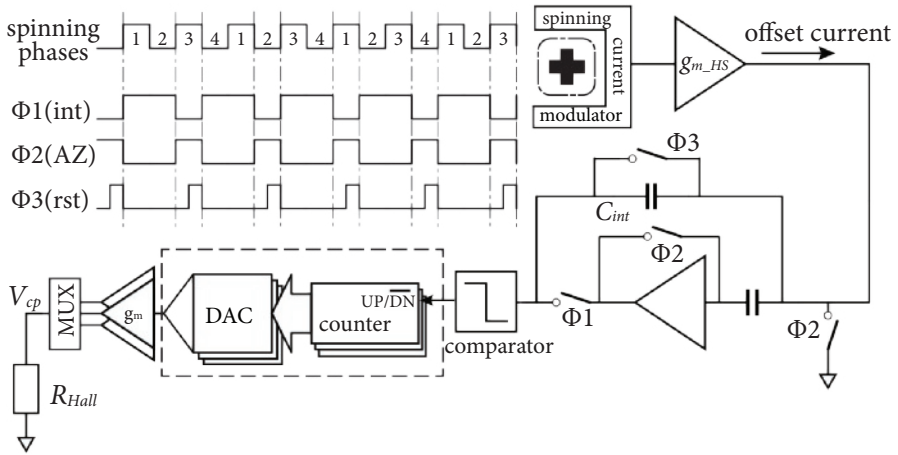 spinning phases
1 2 3 4 1 2 3 4 1 2 3 4 1 2 3
Φ1(int)
Φ2(AZ)
Φ3(rst)
spinning
current
modulator
g_m_HS
offset current
Φ3
C_int
Φ2
Φ1
Φ2
comparator
UP/D̅N̅
counter
DAC
g_m
MUX
V_cp
R_Hall